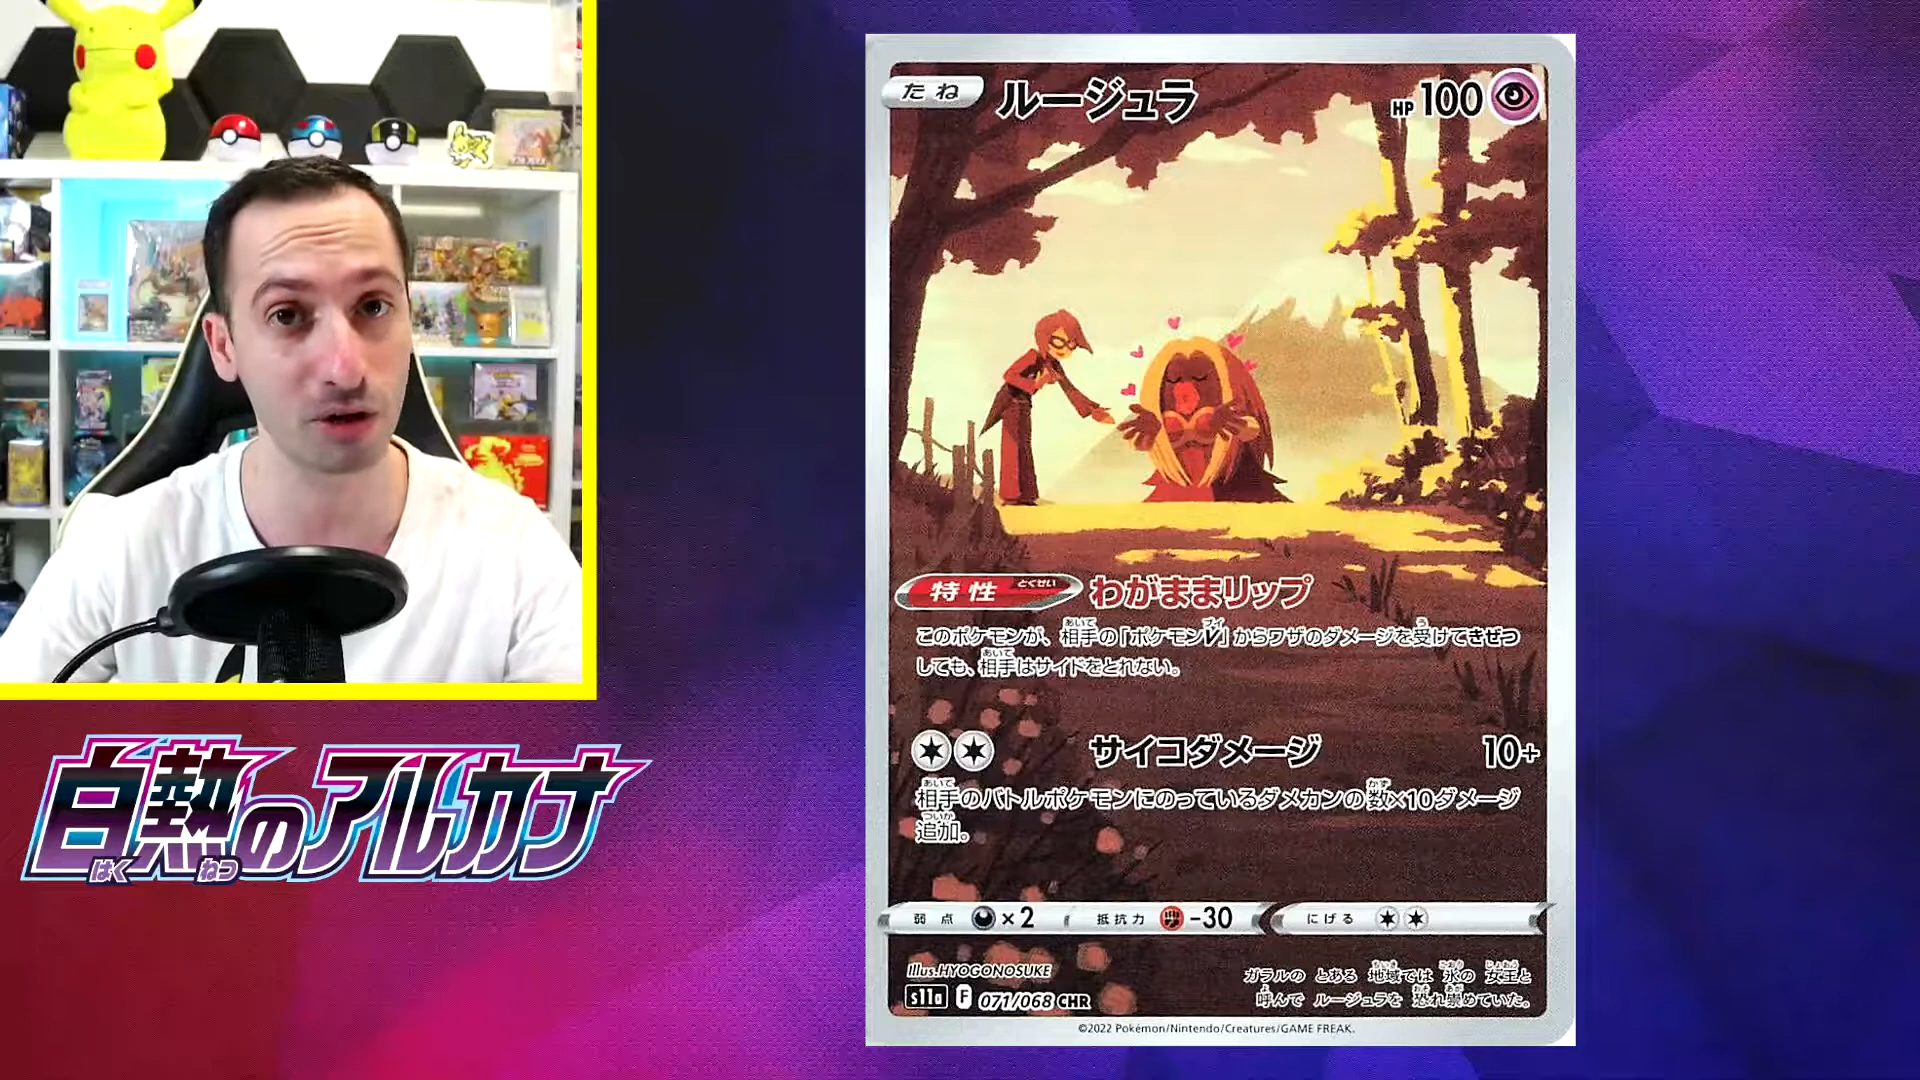 たね ルージュラ HP 100
特性 とくせい わがままリップ
このポケモンが、相手の「ポケモンV」からワザのダメージを受けてきぜつ
しても、相手はサイドをとれない。
サイコダメージ 10+
相手のバトルポケモンにのっているダメカンの数×10ダメージ
追加。
弱点 ×2 抵抗力 -30 にげる
Illus.HYOGONOSUKE
s11a F 071/068 CHR
ガラルの とある 地域では 氷の 女王と
呼んで ルージュラを 恐れ崇めていた。
©2022 Pokémon/Nintendo/Creatures/GAME FREAK.
白熱のアルカナ
はく ねつ